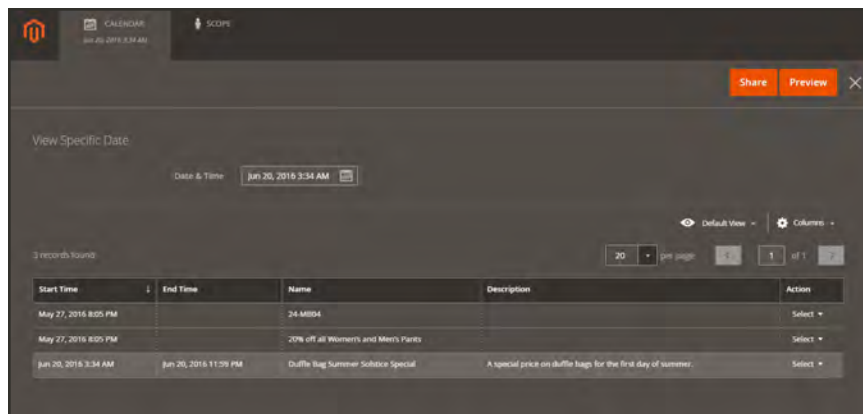 CALENDAR SCOPE
Jun 20, 2016 3:34 AM
Share Preview
View Specific Date
Date & Time Jun 20, 2016 3:34 AM
Default View Columns
3 records found
20 per page 1 of 1
Start Time End Time Name Description Action
May 27, 2016 8:05 PM 24-MB04 Select
May 27, 2016 8:05 PM 20% off all Women's and Men's Pants Select
Jun 20, 2016 3:34 AM Jun 20, 2016 11:59 PM Duffle Bag Summer Solstice Special A special price on duffle bags for the first day of summer. Select